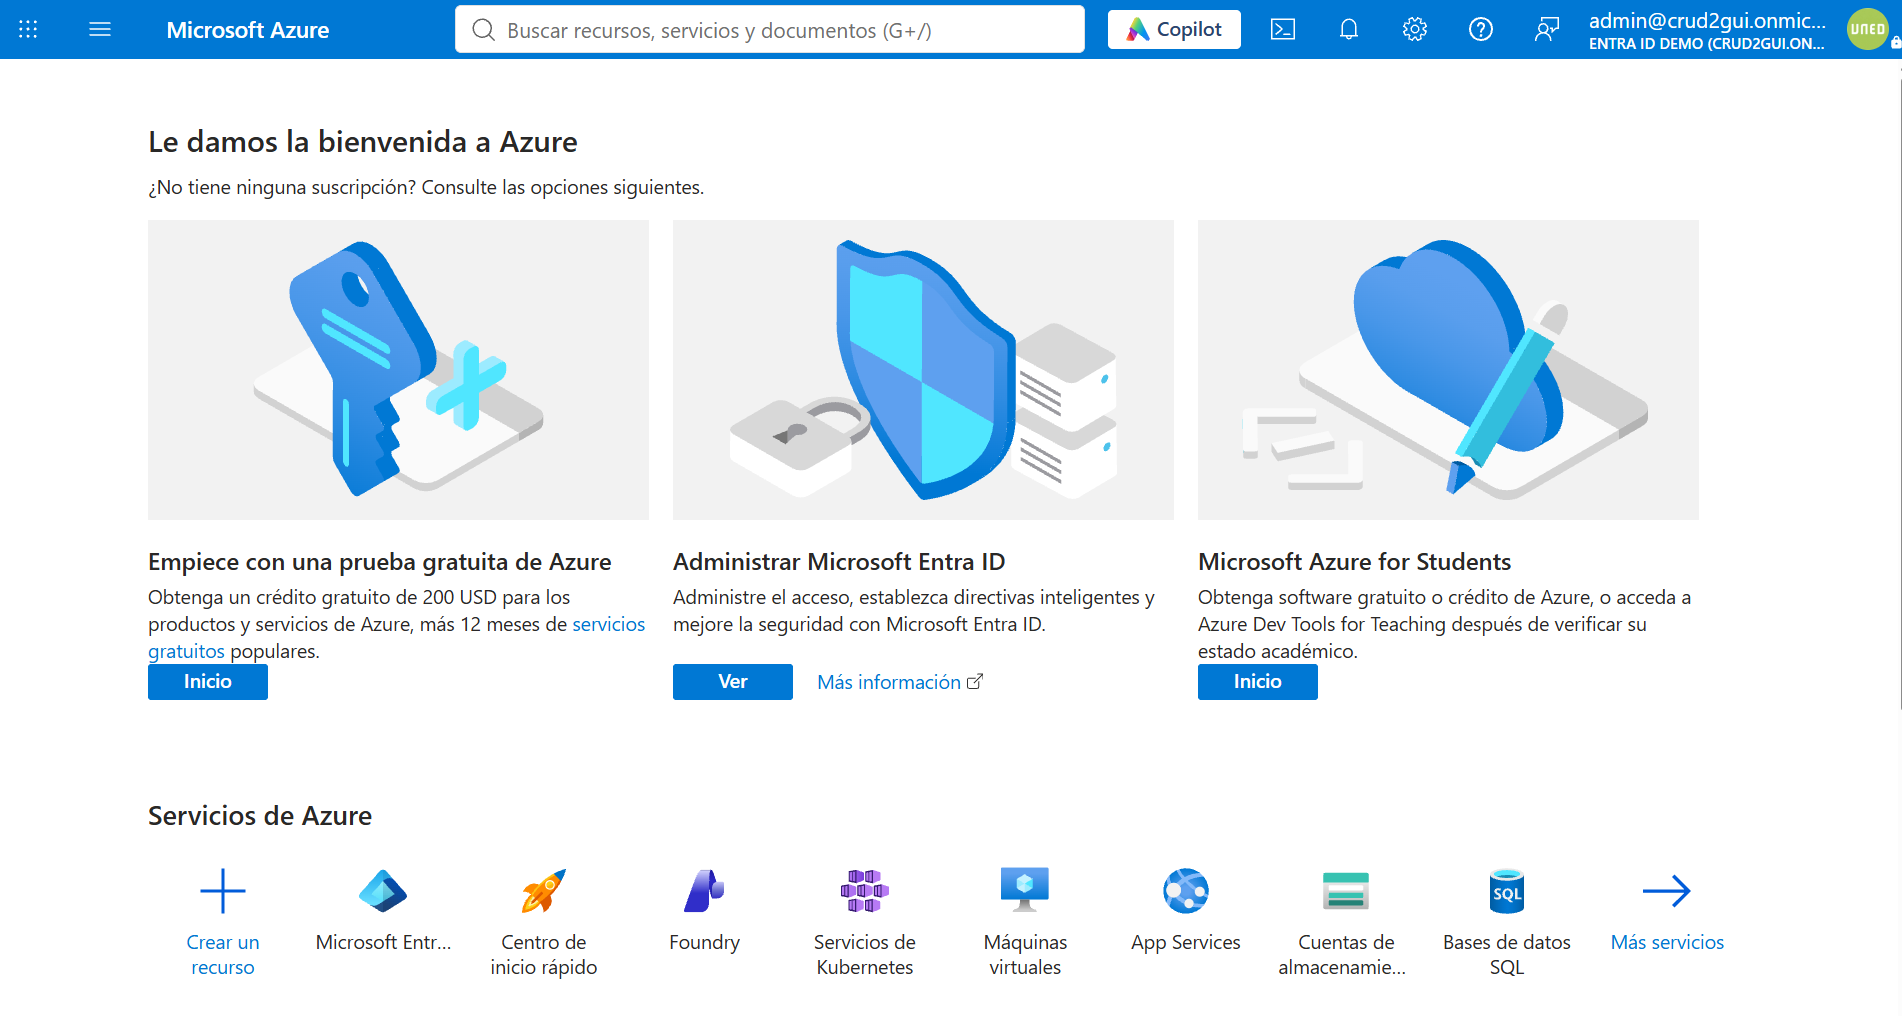 Microsoft Azure
Buscar recursos, servicios y documentos (G+/)
Copilot
admin@crud2gui.onmic...
ENTRA ID DEMO (CRUD2GUI.ON...
UNED
Le damos la bienvenida a Azure
¿No tiene ninguna suscripción? Consulte las opciones siguientes.
Empiece con una prueba gratuita de Azure
Obtenga un crédito gratuito de 200 USD para los
productos y servicios de Azure, más 12 meses de servicios
gratuitos populares.
Inicio
Administrar Microsoft Entra ID
Administre el acceso, establezca directivas inteligentes y
mejore la seguridad con Microsoft Entra ID.
Ver
Más información
Microsoft Azure for Students
Obtenga software gratuito o crédito de Azure, o acceda a
Azure Dev Tools for Teaching después de verificar su
estado académico.
Inicio
Servicios de Azure
Crear un
recurso
Microsoft Entr...
Centro de
inicio rápido
Foundry
Servicios de
Kubernetes
Máquinas
virtuales
App Services
Cuentas de
almacenamie...
SQL
Bases de datos
SQL
Más servicios